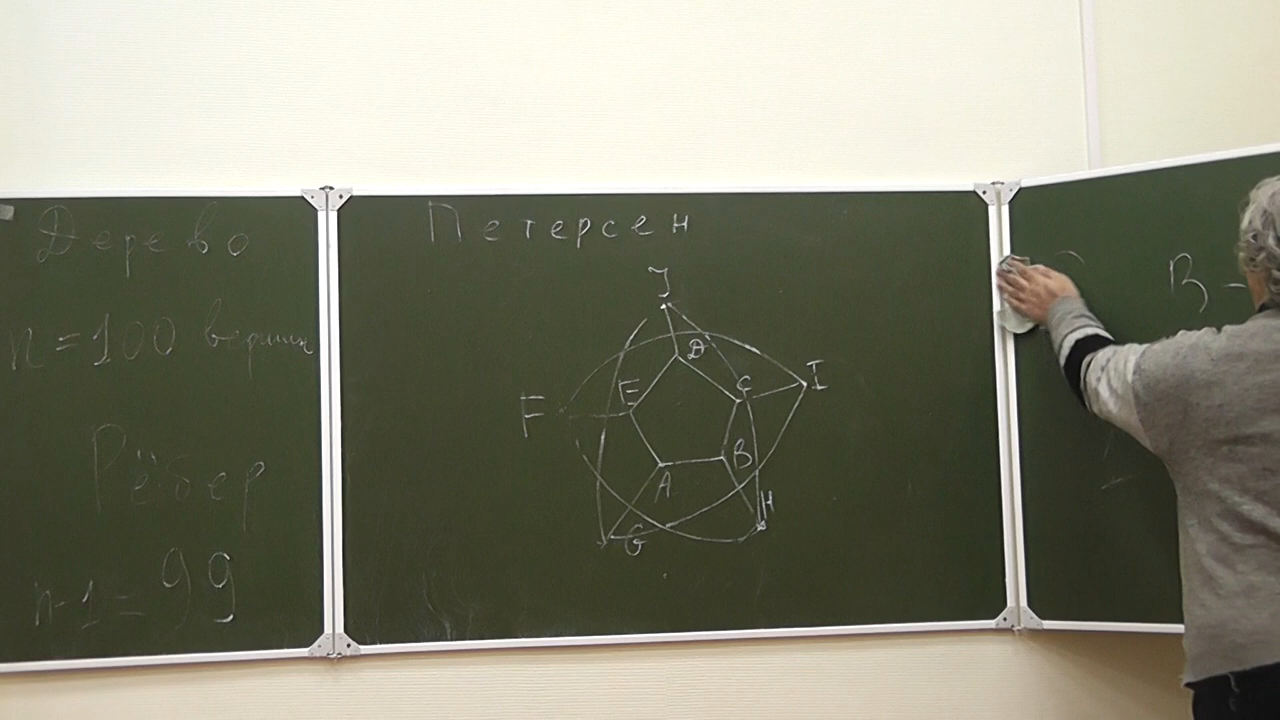 Дерево
n = 100 вершин
Рёбер
n - 1 = 99
Петерсен
J
D
E
C
I
F
B
A
H
G
B -